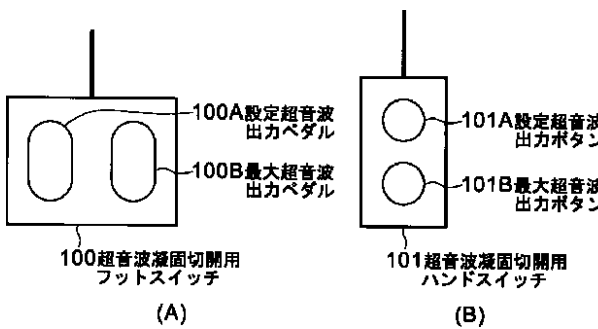 100A設定超音波
出力ペダル
100B最大超音波
出力ペダル
100超音波凝固切開用
フットスイッチ
(A)
101A設定超音波
出力ボタン
101B最大超音波
出力ボタン
101超音波凝固切開用
ハンドスイッチ
(B)